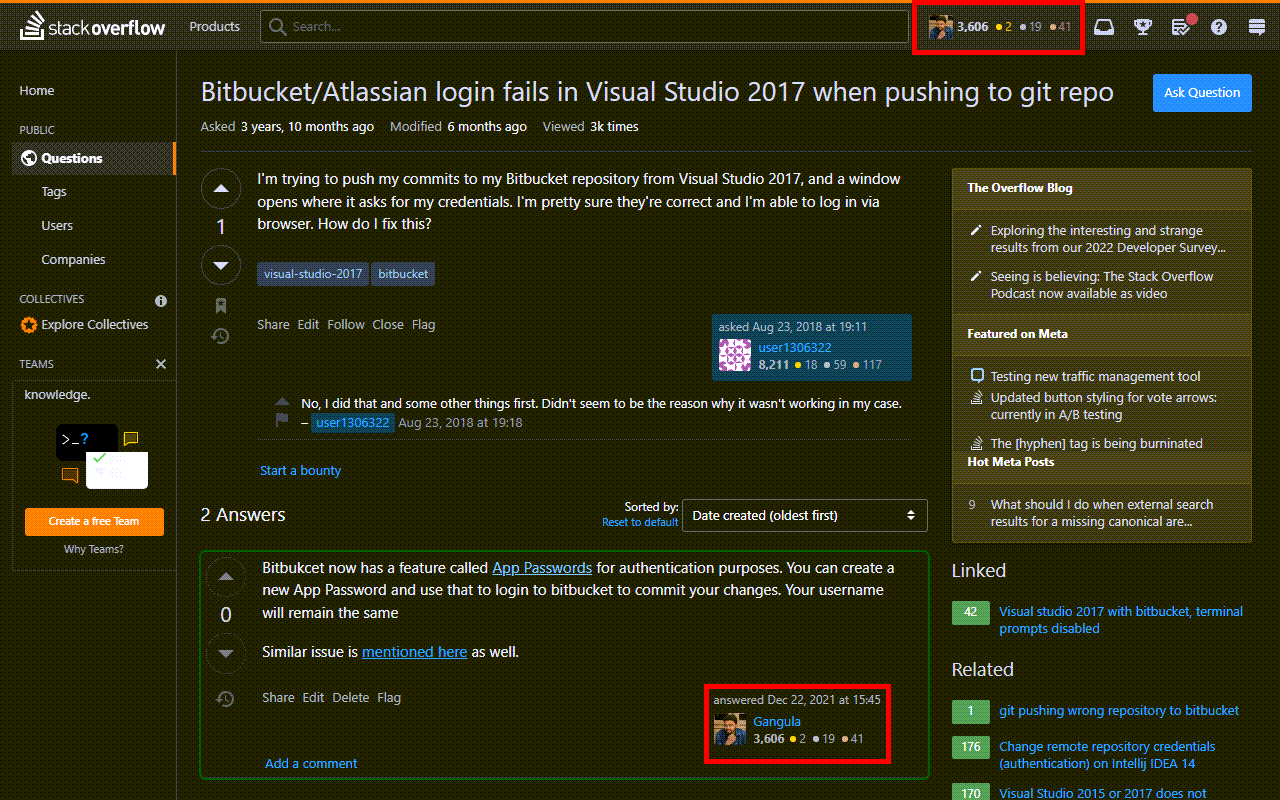 stack overflow
Products
Search...
3,606 2 19 41
Home
PUBLIC
Questions
Tags
Users
Companies
COLLECTIVES
Explore Collectives
TEAMS
knowledge.
>_?
Create a free Team
Why Teams?
Bitbucket/Atlassian login fails in Visual Studio 2017 when pushing to git repo
Ask Question
Asked 3 years, 10 months ago Modified 6 months ago Viewed 3k times
1
I'm trying to push my commits to my Bitbucket repository from Visual Studio 2017, and a window
opens where it asks for my credentials. I'm pretty sure they're correct and I'm able to log in via
browser. How do I fix this?
visual-studio-2017 bitbucket
Share Edit Follow Close Flag
asked Aug 23, 2018 at 19:11
user1306322
8,211 18 59 117
No, I did that and some other things first. Didn't seem to be the reason why it wasn't working in my case.
– user1306322 Aug 23, 2018 at 19:18
Start a bounty
2 Answers
Sorted by:
Reset to default
Date created (oldest first)
0
Bitbukcet now has a feature called App Passwords for authentication purposes. You can create a
new App Password and use that to login to bitbucket to commit your changes. Your username
will remain the same
Similar issue is mentioned here as well.
Share Edit Delete Flag
answered Dec 22, 2021 at 15:45
Gangula
3,606 2 19 41
Add a comment
The Overflow Blog
Exploring the interesting and strange
results from our 2022 Developer Survey...
Seeing is believing: The Stack Overflow
Podcast now available as video
Featured on Meta
Testing new traffic management tool
Updated button styling for vote arrows:
currently in A/B testing
The [hyphen] tag is being burninated
Hot Meta Posts
9 What should I do when external search
results for a missing canonical are...
Linked
42 Visual studio 2017 with bitbucket, terminal
prompts disabled
Related
1 git pushing wrong repository to bitbucket
176 Change remote repository credentials
(authentication) on Intellij IDEA 14
170 Visual Studio 2015 or 2017 does not